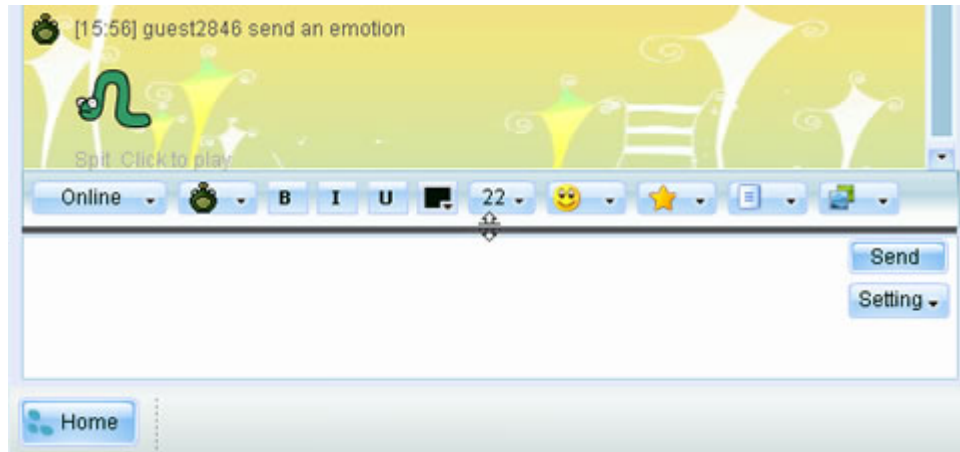 [15:56] guest2846 send an emotion
Spit Click to play
Online B I U 22
Send
Setting
Home